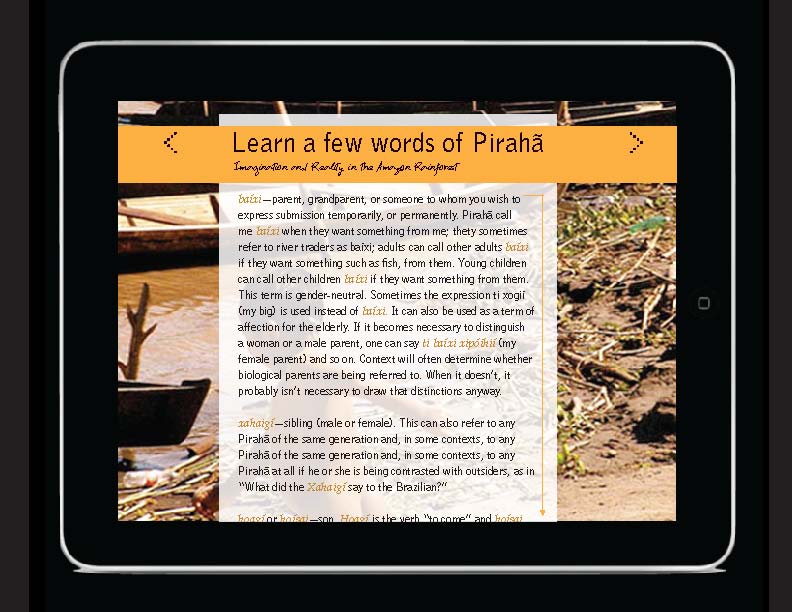 Learn a few words of Pirahã
Imagination and Reality in the Amazon Rainforest
baíxi—parent, grandparent, or someone to whom you wish to
express submission temporarily, or permanently. Pirahã call
me baíxi when they want something from me; thety sometimes
refer to river traders as baixi; adults can call other adults baíxi
if they want something such as fish, from them. Young children
can call other children baíxi if they want something from them.
This term is gender-neutral. Sometimes the expression ti xogií
(my big) is used instead of baíxi. It can also be used as a term of
affection for the elderly. If it becomes necessary to distinguish
a woman or a male parent, one can say ti baíxi xipóihií (my
female parent) and so on. Context will often determine whether
biological parents are being referred to. When it doesn't, it
probably isn't necessary to draw that distinctions anyway.
xahaigí—sibling (male or female). This can also refer to any
Pirahã of the same generation and, in some contexts, to any
Pirahã of the same generation and, in some contexts, to any
Pirahã at all if he or she is being contrasted with outsiders, as in
"What did the Xahaigí say to the Brazilian?"
hoagí or hoísai—son. Hoagí is the verb "to come" and hoísai